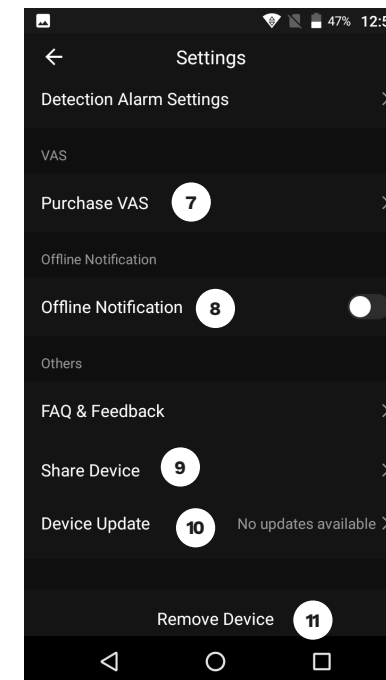 47% 12:5
Settings
Detection Alarm Settings
VAS
Purchase VAS 7
Offline Notification
Offline Notification 8
Others
FAQ & Feedback
Share Device 9
Device Update 10 No updates available
Remove Device 11